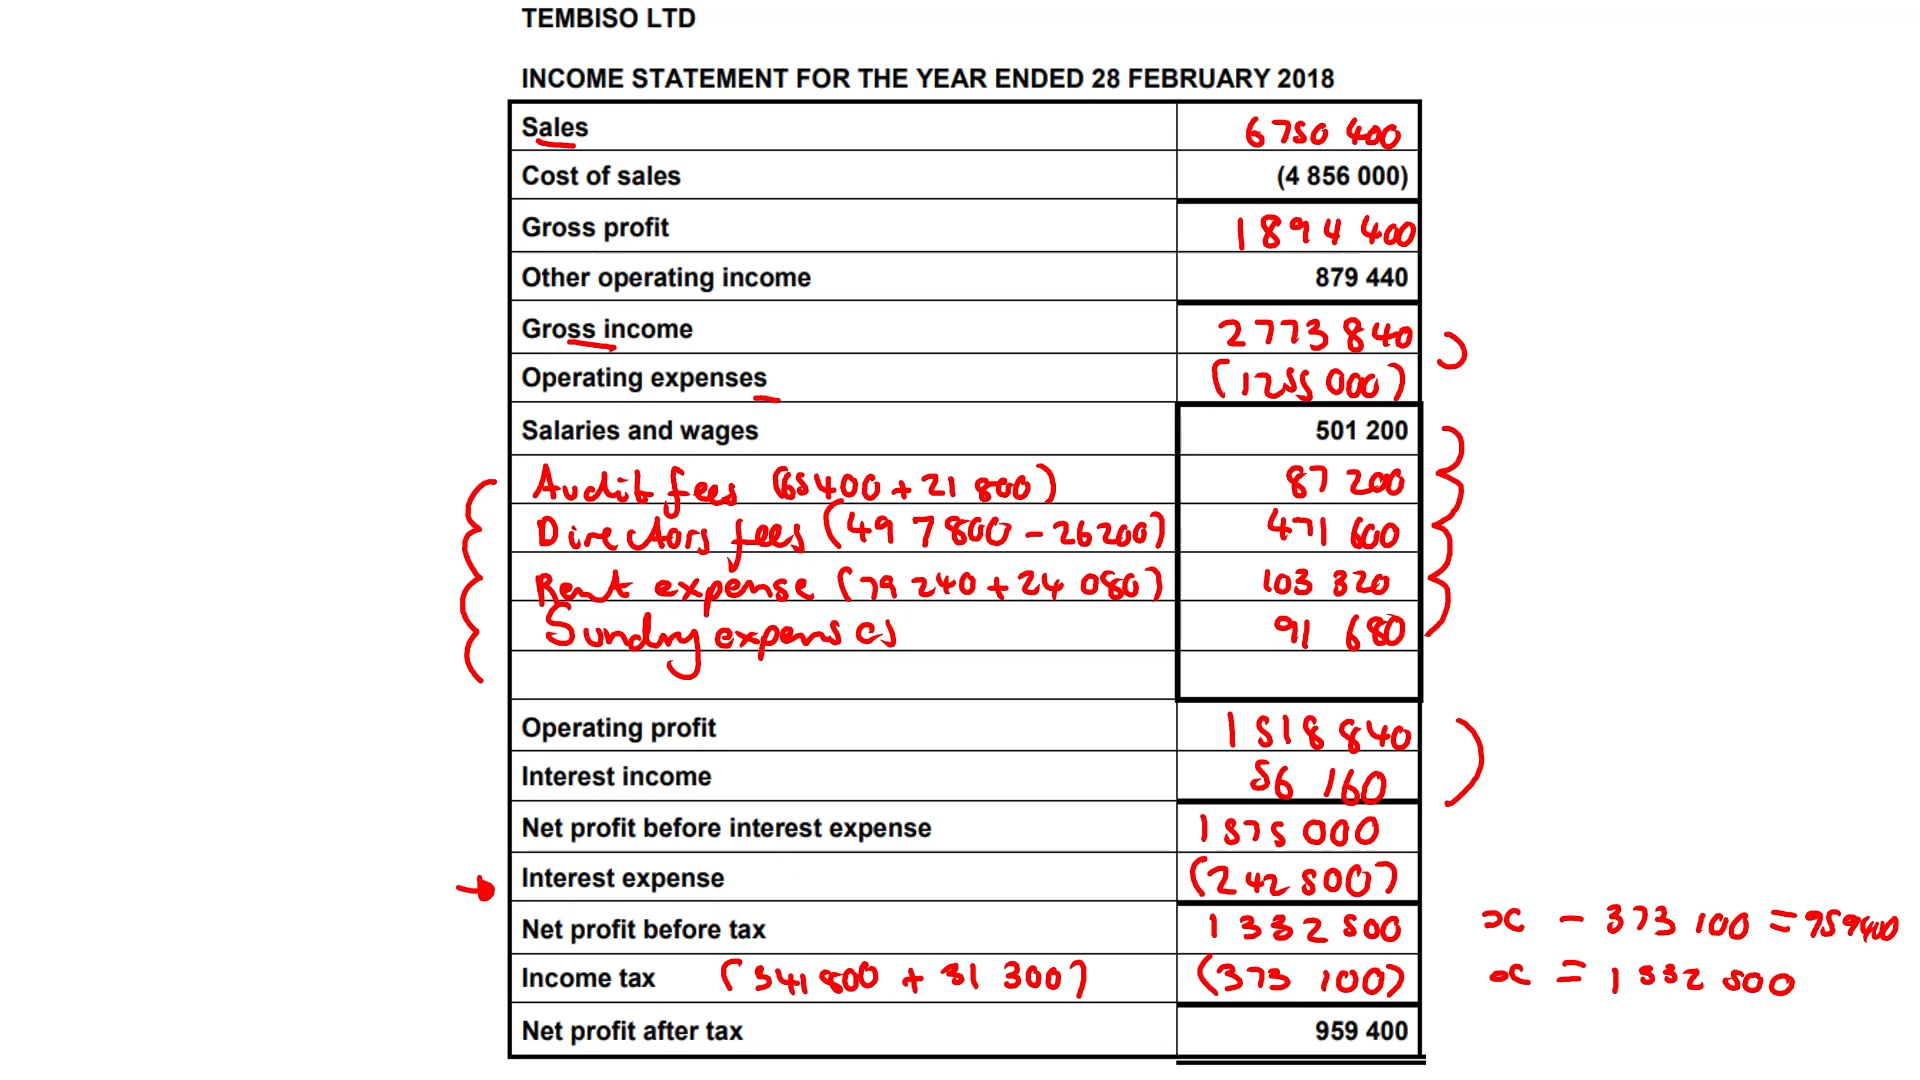 TEMBISO LTD
INCOME STATEMENT FOR THE YEAR ENDED 28 FEBRUARY 2018
Sales 6 750 400
Cost of sales (4 856 000)
Gross profit 1 894 400
Other operating income 879 440
Gross income 2 773 840
Operating expenses (1 255 000)
Salaries and wages 501 200
Audit fees (65 400 + 21 800) 87 200
Directors fees (497 800 - 26 200) 471 600
Rent expense (79 240 + 24 080) 103 320
Sundry expenses 91 680
Operating profit 1 518 840
Interest income 56 160
Net profit before interest expense 1 575 000
Interest expense (242 500)
Net profit before tax 1 332 500 x - 373 100 = 959 400
Income tax (341 800 + 31 300) (373 100) x = 1 332 500
Net profit after tax 959 400